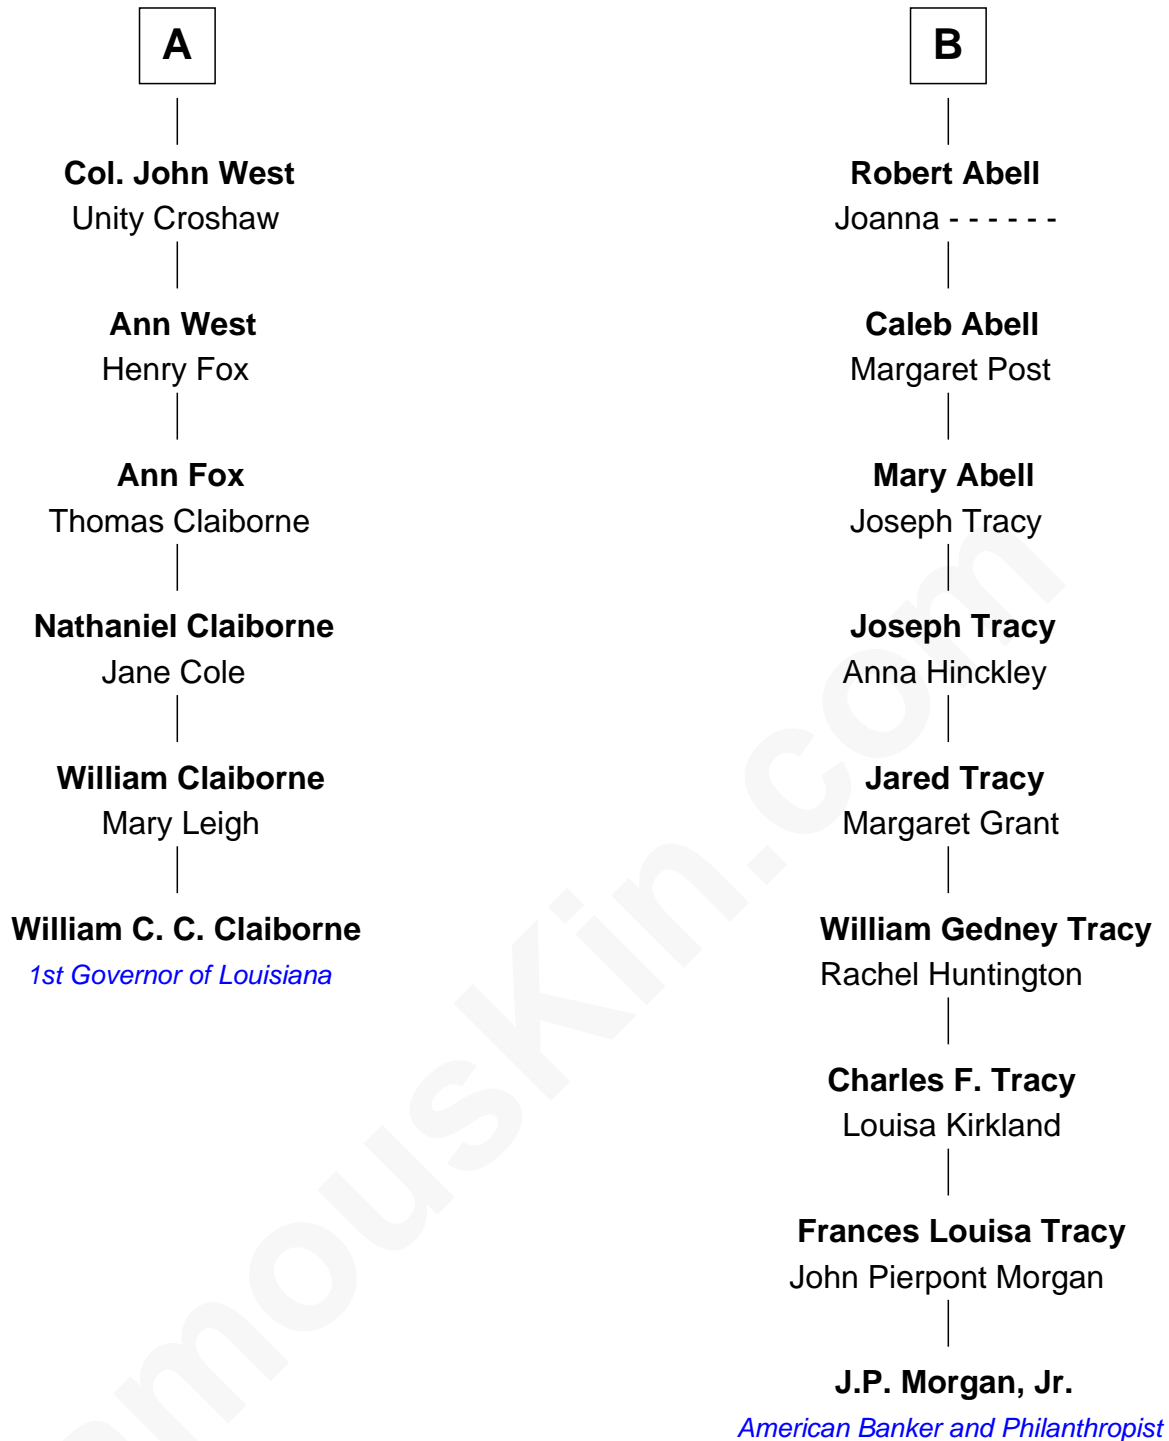 A
Col. John West
Unity Croshaw
Ann West
Henry Fox
Ann Fox
Thomas Claiborne
Nathaniel Claiborne
Jane Cole
William Claiborne
Mary Leigh
William C. C. Claiborne
1st Governor of Louisiana
B
Robert Abell
Joanna - - - - - -
Caleb Abell
Margaret Post
Mary Abell
Joseph Tracy
Joseph Tracy
Anna Hinckley
Jared Tracy
Margaret Grant
William Gedney Tracy
Rachel Huntington
Charles F. Tracy
Louisa Kirkland
Frances Louisa Tracy
John Pierpont Morgan
J.P. Morgan, Jr.
American Banker and Philanthropist
amousKin.com